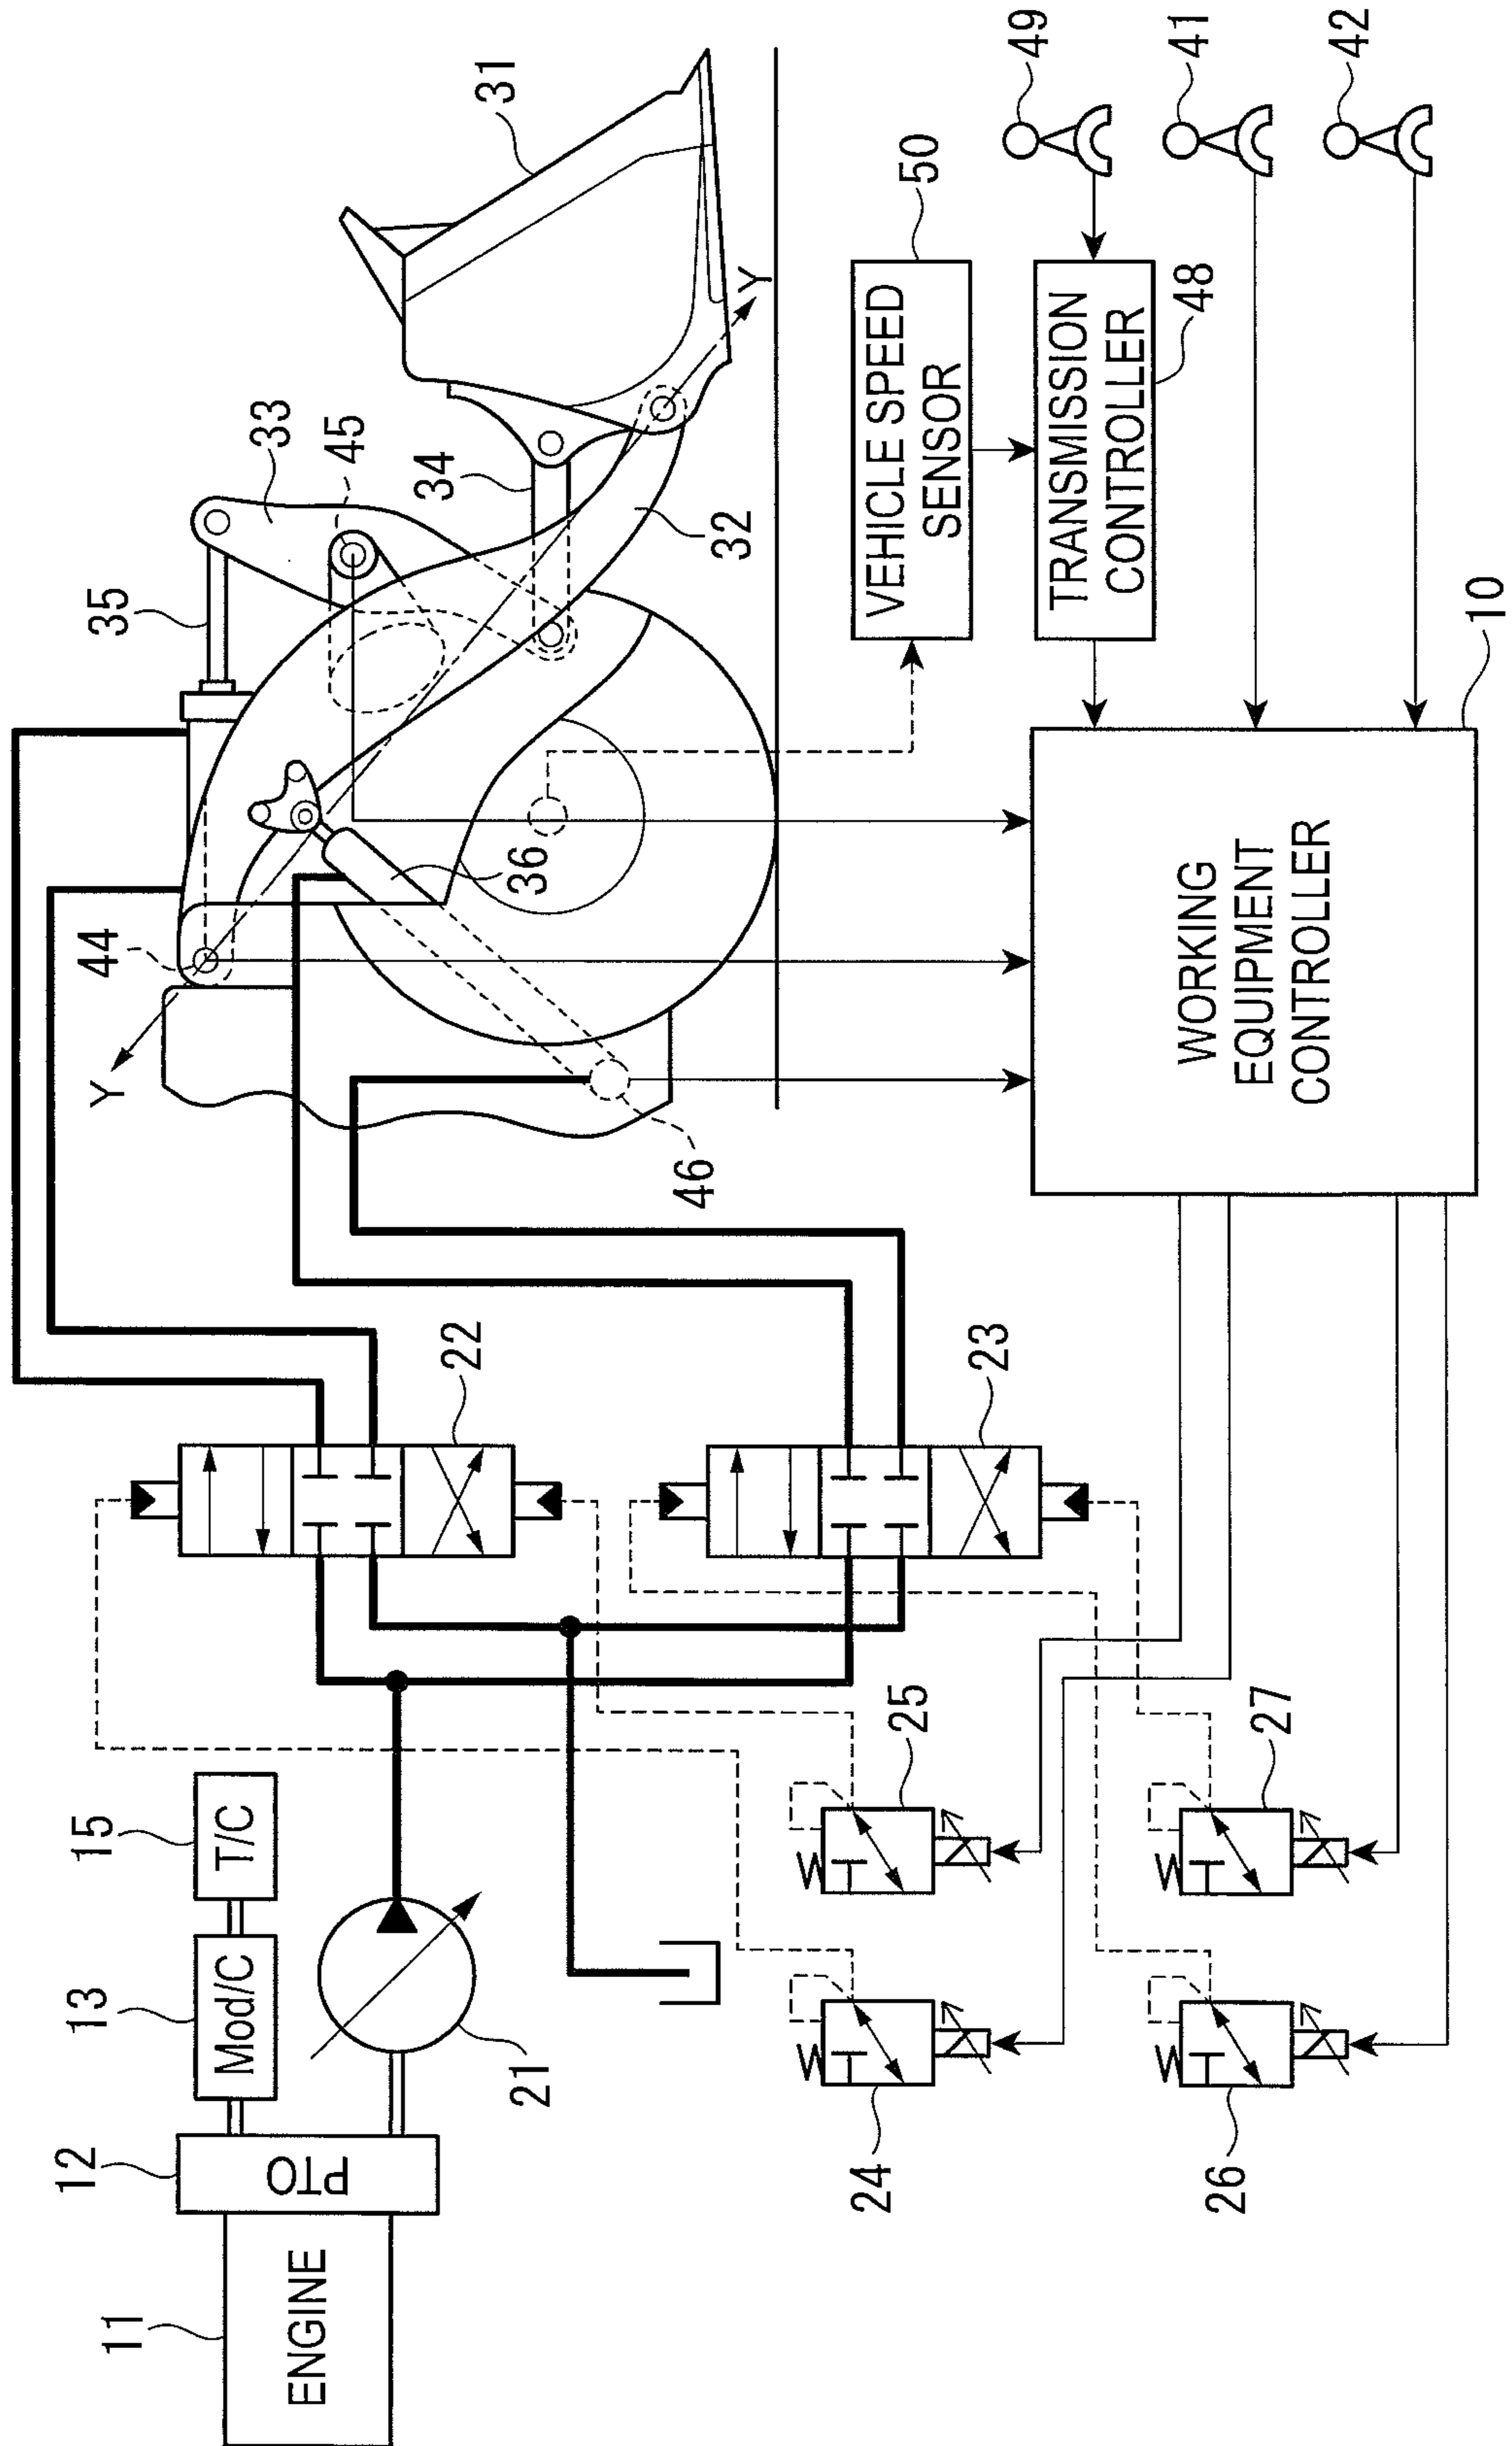 31
33
35
45
34
32
44
Y
Y
36
46
49
50
VEHICLE SPEED
SENSOR
TRANSMISSION
CONTROLLER
48
41
42
10
WORKING
EQUIPMENT
CONTROLLER
22
23
15
T/C
13
Mod/C
12
PTO
11
ENGINE
21
25
24
27
26